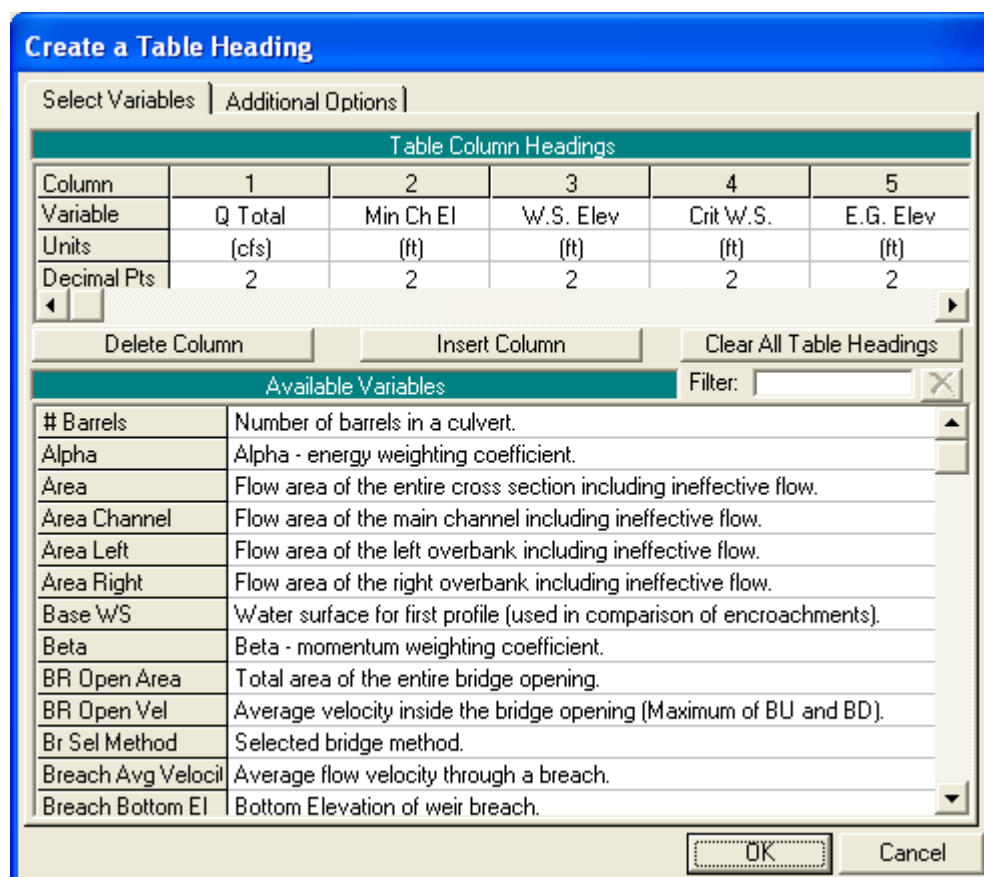 Create a Table Heading
Select Variables Additional Options
Table Column Headings
Column 1 2 3 4 5
Variable Q Total Min Ch El W.S. Elev Crit W.S. E.G. Elev
Units (cfs) (ft) (ft) (ft) (ft)
Decimal Pts 2 2 2 2 2
Delete Column Insert Column Clear All Table Headings
Available Variables Filter:
# Barrels Number of barrels in a culvert.
Alpha Alpha - energy weighting coefficient.
Area Flow area of the entire cross section including ineffective flow.
Area Channel Flow area of the main channel including ineffective flow.
Area Left Flow area of the left overbank including ineffective flow.
Area Right Flow area of the right overbank including ineffective flow.
Base WS Water surface for first profile (used in comparison of encroachments).
Beta Beta - momentum weighting coefficient.
BR Open Area Total area of the entire bridge opening.
BR Open Vel Average velocity inside the bridge opening (Maximum of BU and BD).
Br Sel Method Selected bridge method.
Breach Avg Velocit Average flow velocity through a breach.
Breach Bottom El Bottom Elevation of weir breach.
OK Cancel